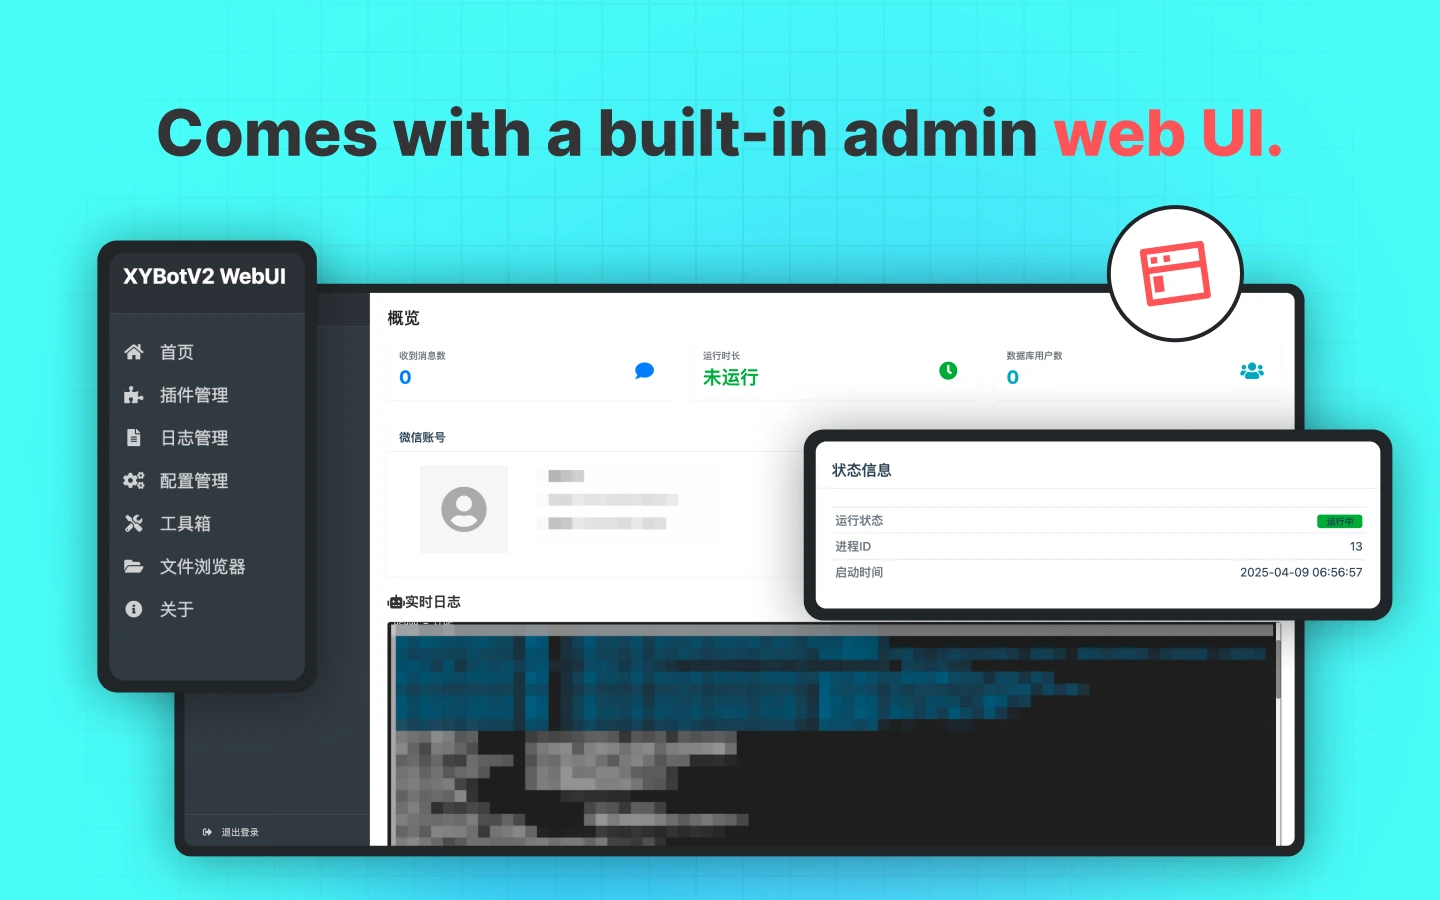 Comes with a built-in admin web UI.
XYBotV2 WebUI
首页
插件管理
日志管理
配置管理
工具箱
文件浏览器
关于
退出登录
概览
收到消息数
0
运行时长
未运行
数据库用户数
0
微信账号
状态信息
运行状态
运行中
进程ID
13
启动时间
2025-04-09 06:56:57
实时日志